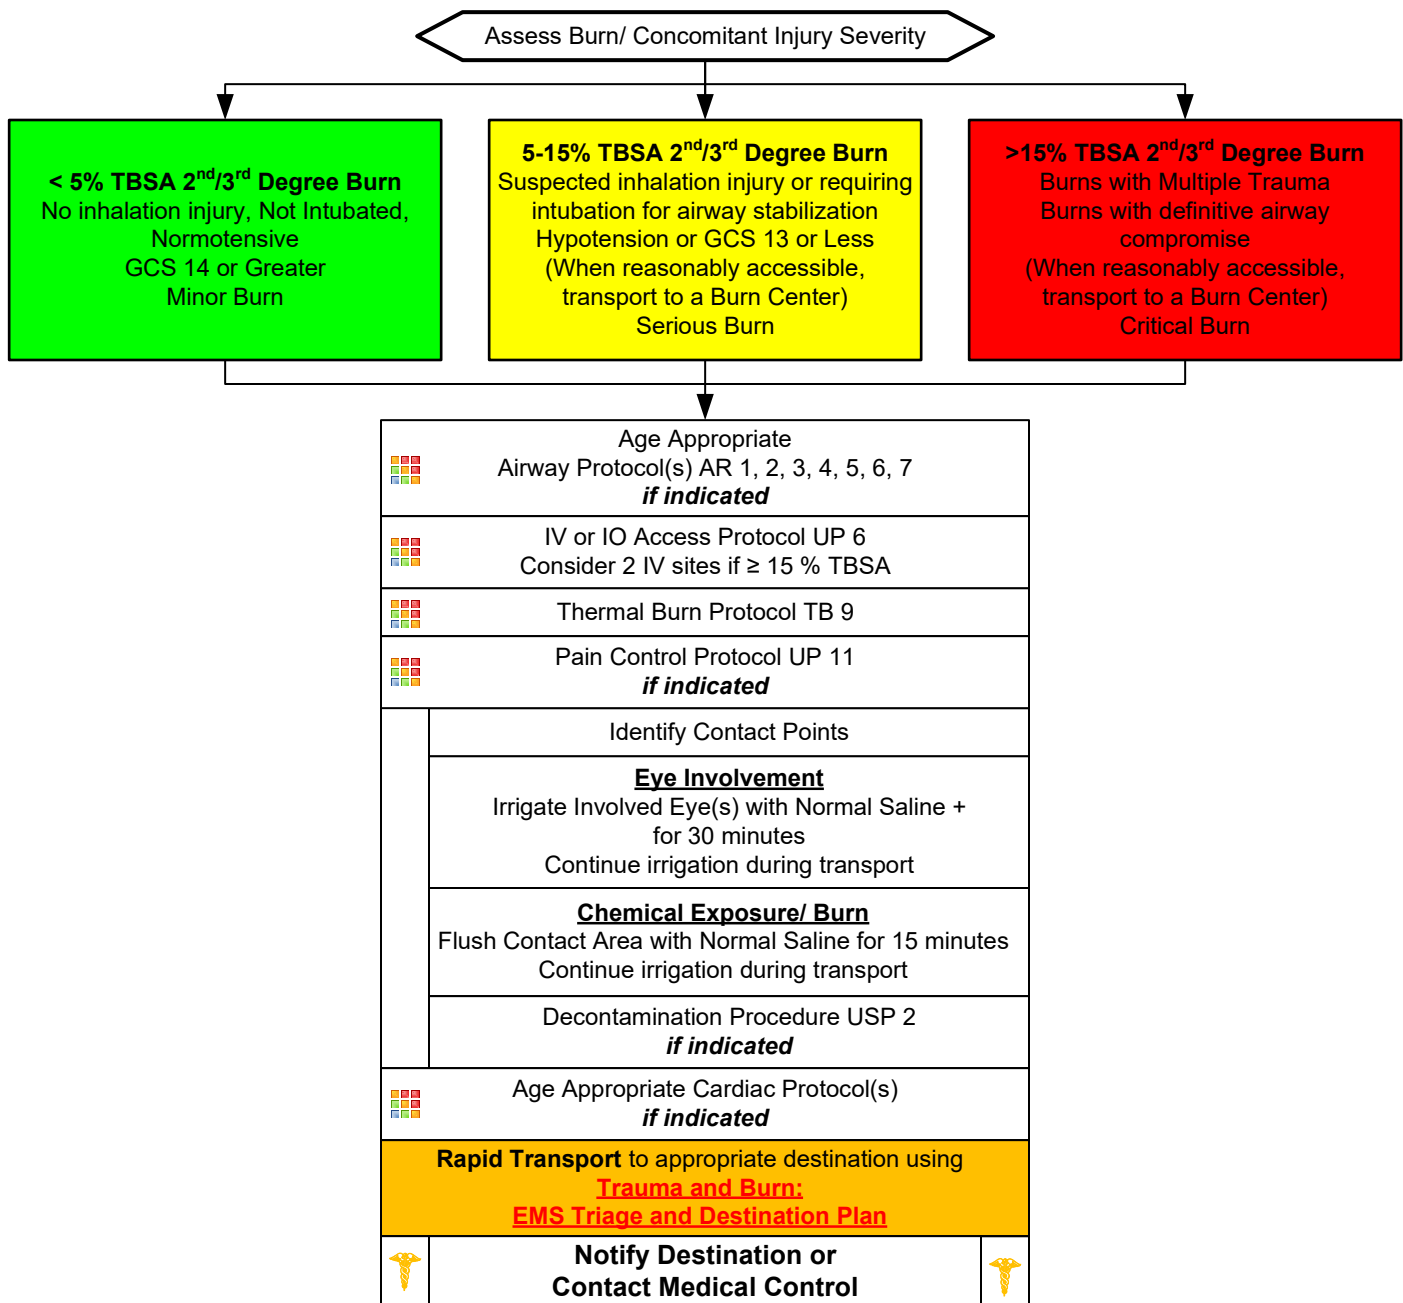 Assess Burn/ Concomitant Injury Severity
< 5% TBSA 2nd/3rd Degree Burn
No inhalation injury, Not Intubated,
Normotensive
GCS 14 or Greater
Minor Burn
5-15% TBSA 2nd/3rd Degree Burn
Suspected inhalation injury or requiring
intubation for airway stabilization
Hypotension or GCS 13 or Less
(When reasonably accessible,
transport to a Burn Center)
Serious Burn
>15% TBSA 2nd/3rd Degree Burn
Burns with Multiple Trauma
Burns with definitive airway
compromise
(When reasonably accessible,
transport to a Burn Center)
Critical Burn
Age Appropriate
Airway Protocol(s) AR 1, 2, 3, 4, 5, 6, 7
if indicated
IV or IO Access Protocol UP 6
Consider 2 IV sites if ≥ 15 % TBSA
Thermal Burn Protocol TB 9
Pain Control Protocol UP 11
if indicated
Identify Contact Points
Eye Involvement
Irrigate Involved Eye(s) with Normal Saline +
for 30 minutes
Continue irrigation during transport
Chemical Exposure/ Burn
Flush Contact Area with Normal Saline for 15 minutes
Continue irrigation during transport
Decontamination Procedure USP 2
if indicated
Age Appropriate Cardiac Protocol(s)
if indicated
Rapid Transport to appropriate destination using
Trauma and Burn:
EMS Triage and Destination Plan
Notify Destination or
Contact Medical Control